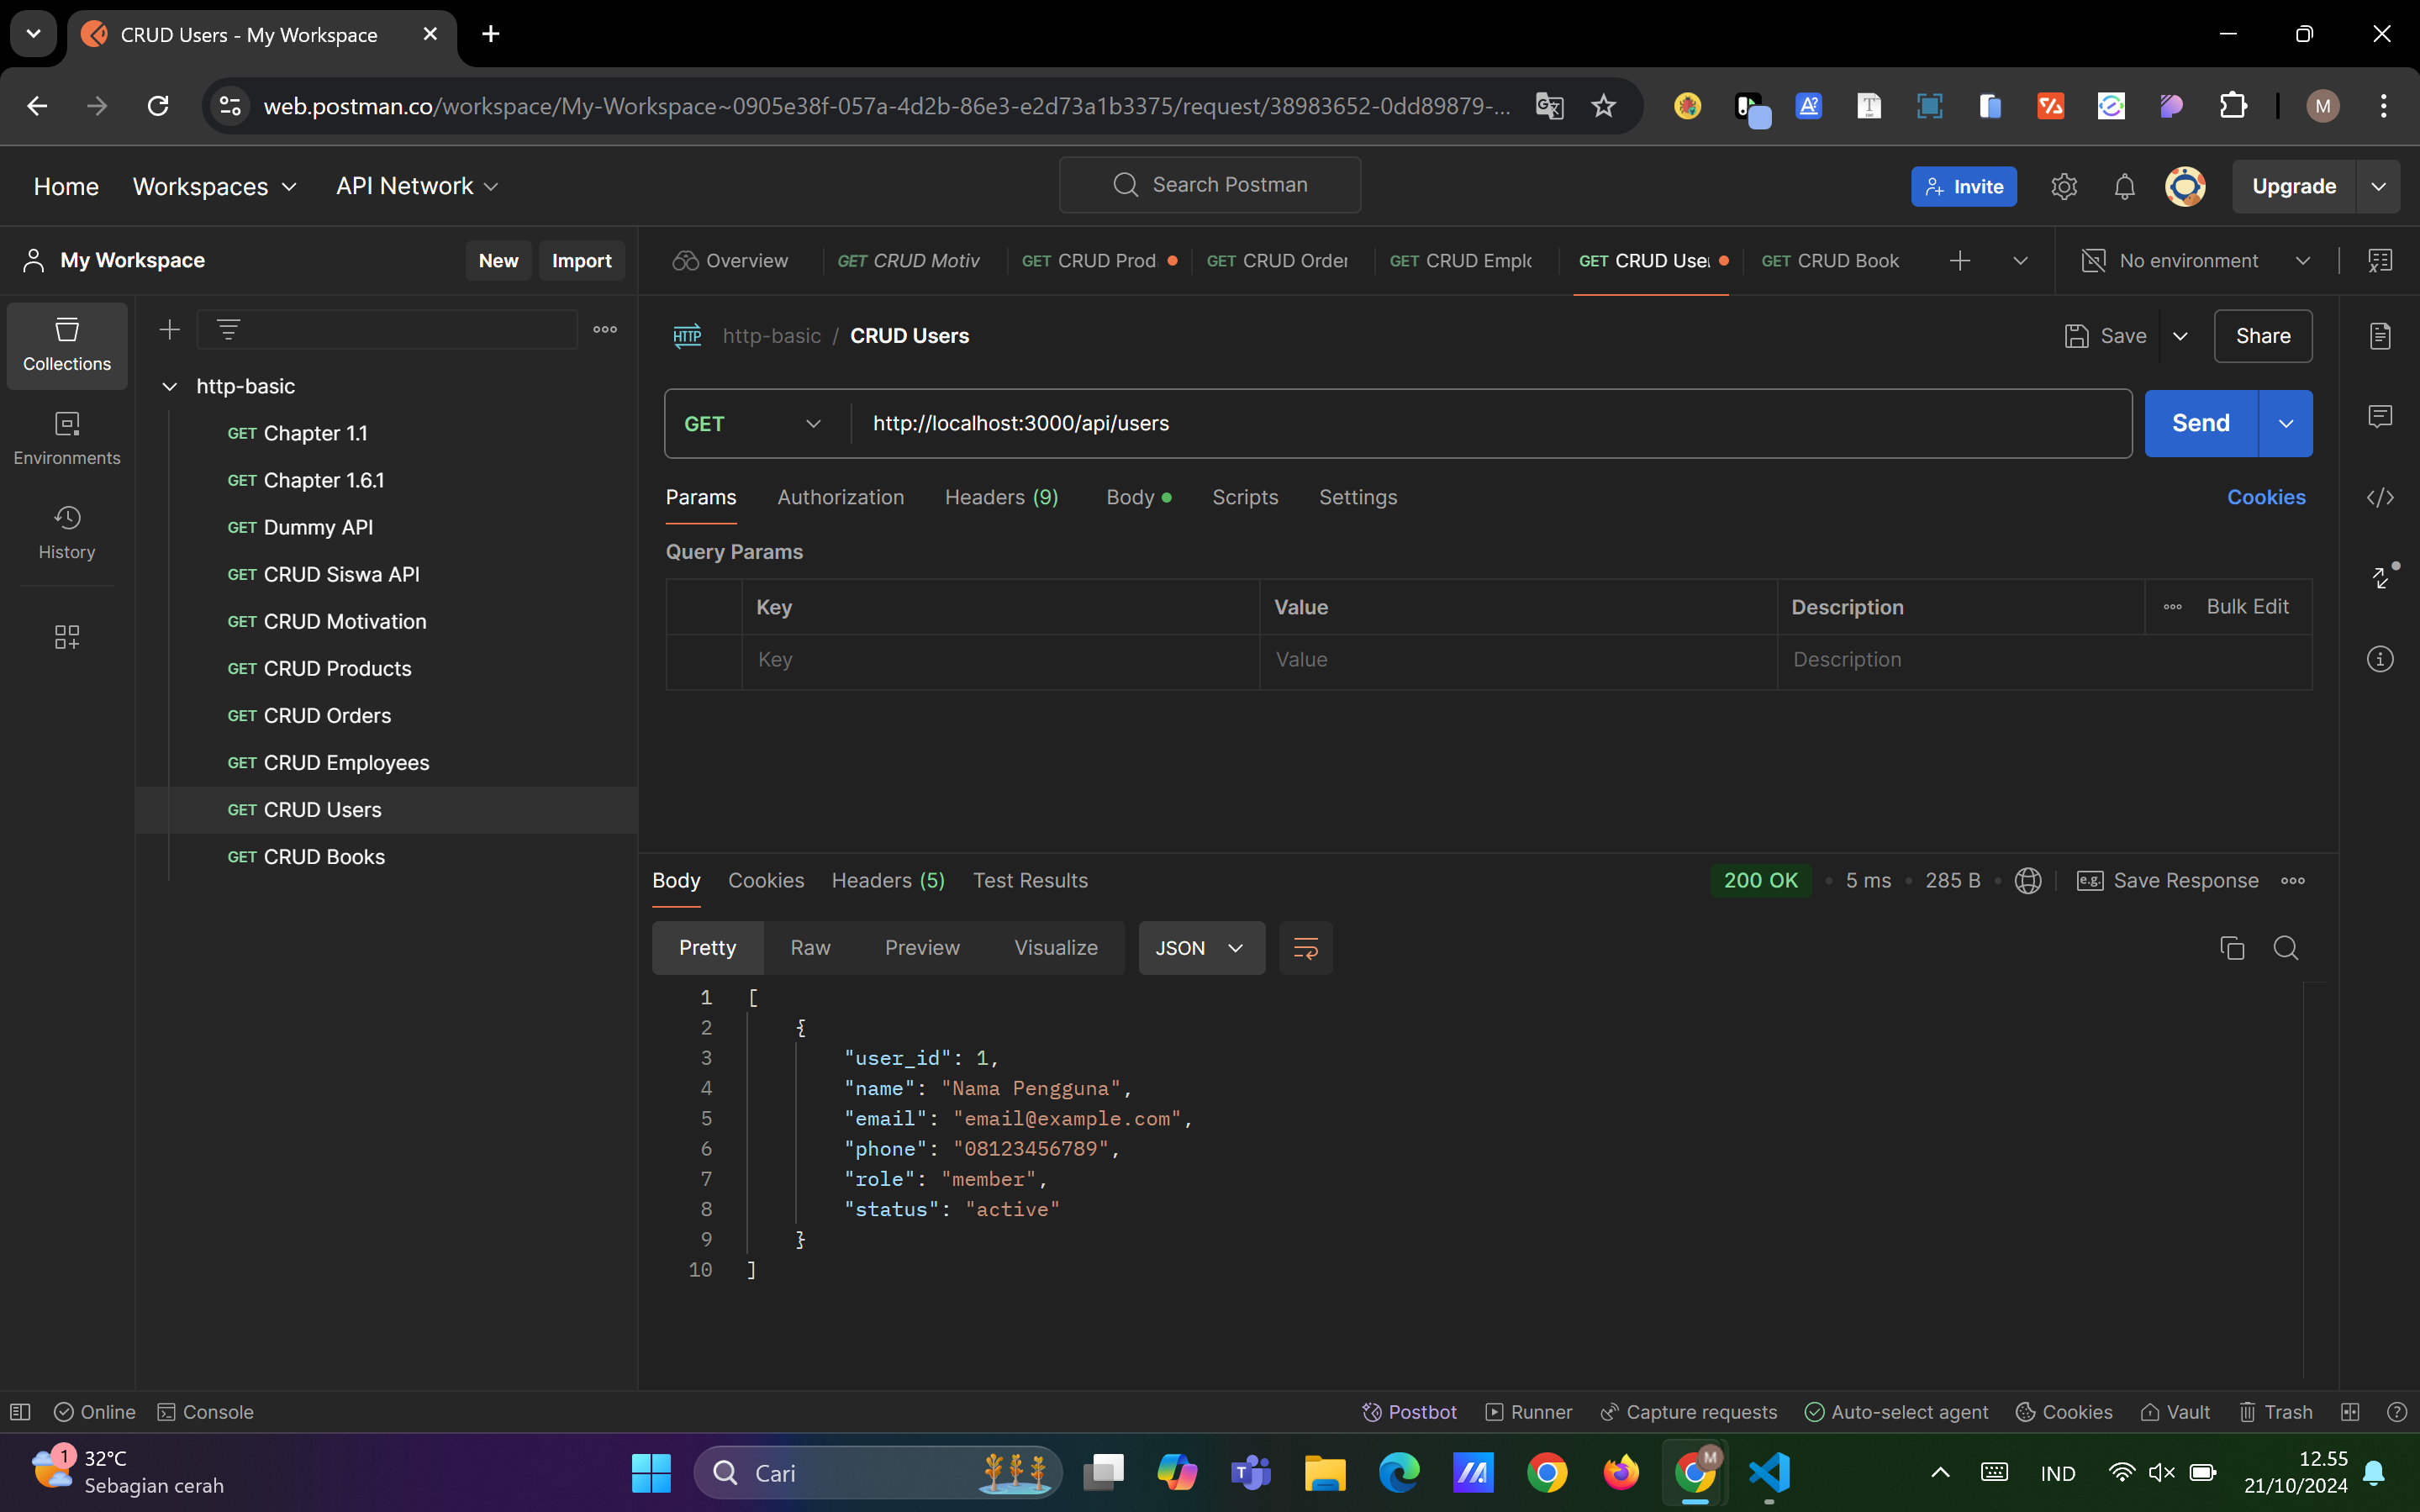 CRUD Users - My Workspace
web.postman.co/workspace/My-Workspace~0905e38f-057a-4d2b-86e3-e2d73a1b3375/request/38983652-0dd89879-...
M
Home Workspaces API Network
Search Postman
Invite Upgrade
My Workspace New Import
Overview GET CRUD Motiv GET CRUD Prod GET CRUD Order GET CRUD Emplo GET CRUD User GET CRUD Book
No environment
Collections
Environments
History
http-basic
GET Chapter 1.1
GET Chapter 1.6.1
GET Dummy API
GET CRUD Siswa API
GET CRUD Motivation
GET CRUD Products
GET CRUD Orders
GET CRUD Employees
GET CRUD Users
GET CRUD Books
HTTP http-basic / CRUD Users
Save Share
GET http://localhost:3000/api/users Send
Params Authorization Headers (9) Body Scripts Settings Cookies
Query Params
Key Value Description Bulk Edit
Key Value Description
Body Cookies Headers (5) Test Results 200 OK 5 ms 285 B e.g. Save Response
Pretty Raw Preview Visualize JSON
1 [
2 {
3 "user_id": 1,
4 "name": "Nama Pengguna",
5 "email": "email@example.com",
6 "phone": "08123456789",
7 "role": "member",
8 "status": "active"
9 }
10 ]
Online Console Postbot Runner Capture requests Auto-select agent Cookies Vault Trash
1 32°C
Sebagian cerah
Cari
IND
12.55
21/10/2024